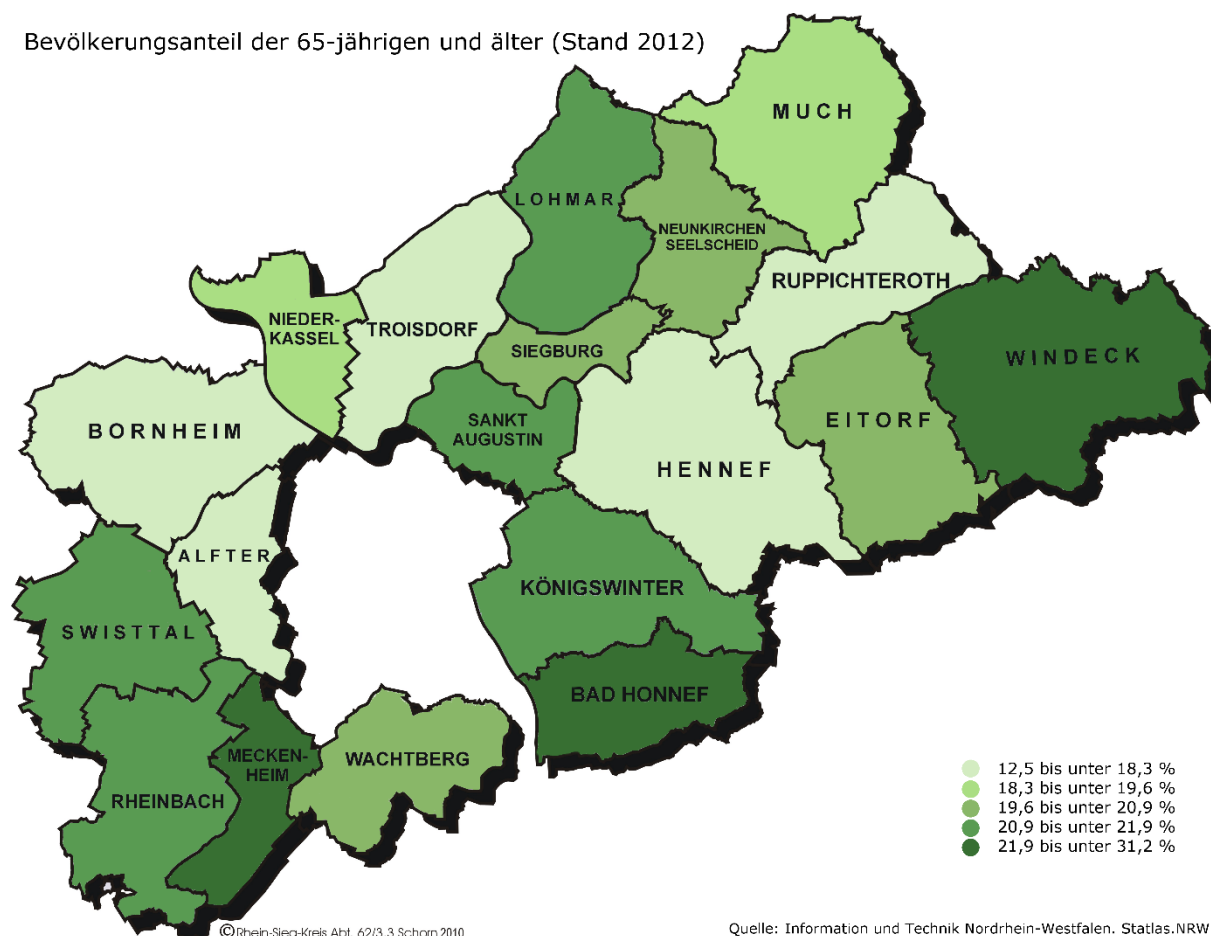 Bevölkerungsanteil der 65-jährigen und älter (Stand 2012)
MUCH
LOHMAR
NEUNKIRCHEN
SEELSCHEID
RUPPICHTEROTH
NIEDER-
KASSEL
TROISDORF
SIEGBURG
WINDECK
EITORF
BORNHEIM
SANKT
AUGUSTIN
HENNEF
ALFTER
KÖNIGSWINTER
SWISTTAL
BAD HONNEF
MECKEN-
HEIM
WACHTBERG
RHEINBACH
12,5 bis unter 18,3 %
18,3 bis unter 19,6 %
19,6 bis unter 20,9 %
20,9 bis unter 21,9 %
21,9 bis unter 31,2 %
©Rhein-Sieg-Kreis Abt. 62/3.3 Schorn 2010
Quelle: Information und Technik Nordrhein-Westfalen. Statlas.NRW